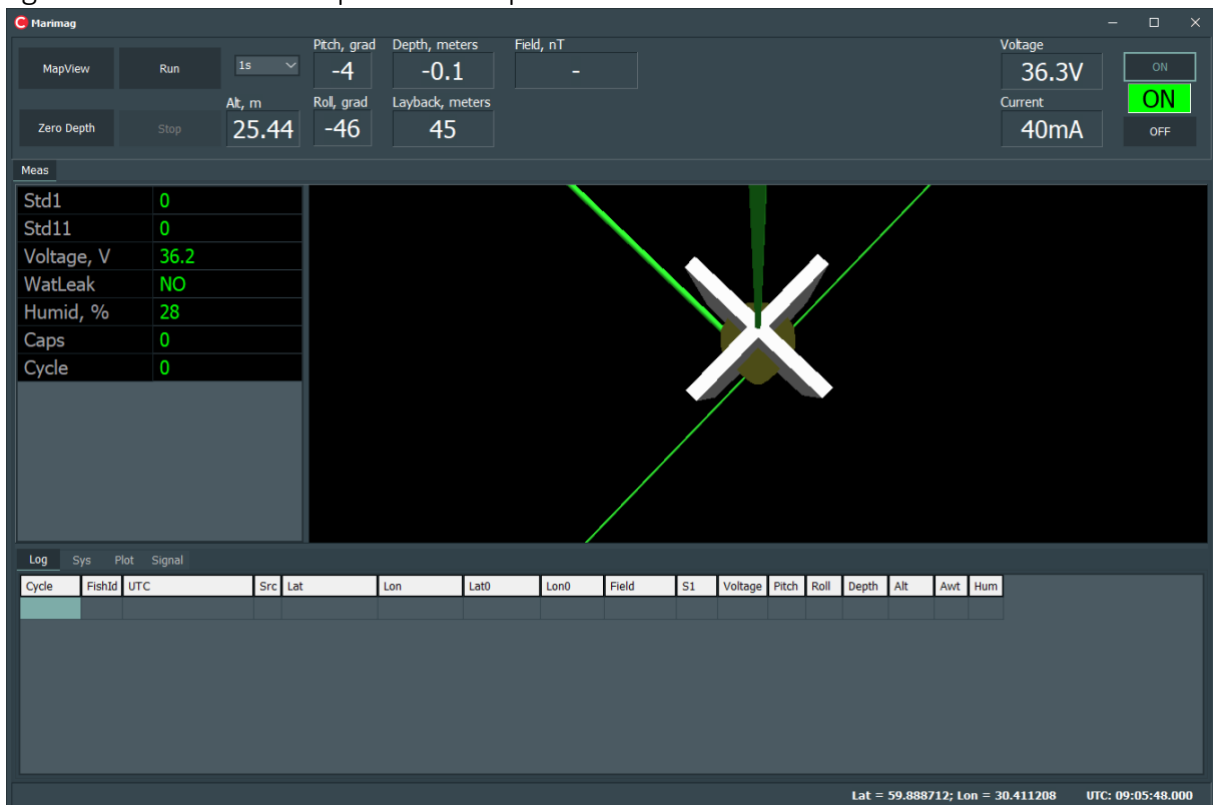 Marimag
MapView Run 1s
Pitch, grad Depth, meters Field, nT
-4 -0.1 -
Voltage
36.3V ON
Zero Depth Stop
Alt, m Roll, grad Layback, meters
25.44 -46 45
Current ON
40mA OFF
Meas
Std1 0
Std11 0
Voltage, V 36.2
WatLeak NO
Humid, % 28
Caps 0
Cycle 0
Log Sys Plot Signal
Cycle FishId UTC Src Lat Lon Lat0 Lon0 Field S1 Voltage Pitch Roll Depth Alt Awt Hum
Lat = 59.888712; Lon = 30.411208 UTC: 09:05:48.000